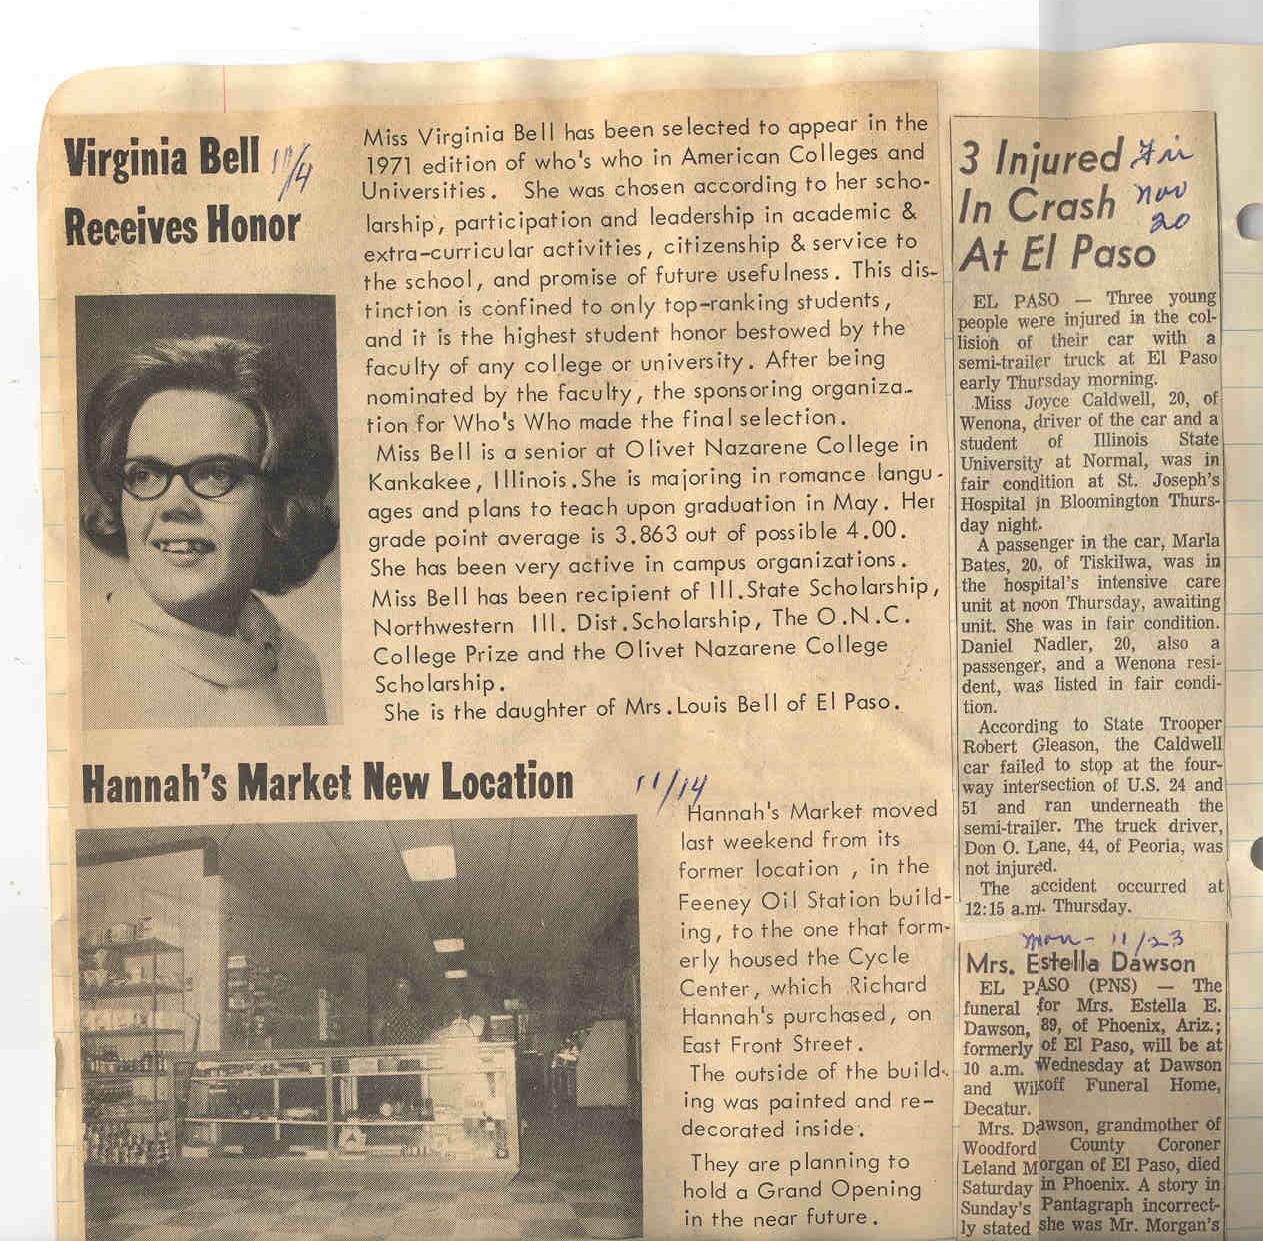 Virginia Bell 11/4
Receives Honor
Miss Virginia Bell has been selected to appear in the
1971 edition of who's who in American Colleges and
Universities. She was chosen according to her scho-
larship, participation and leadership in academic &
extra-curricular activities, citizenship & service to
the school, and promise of future usefulness. This dis-
tinction is confined to only top-ranking students,
and it is the highest student honor bestowed by the
faculty of any college or university. After being
nominated by the faculty, the sponsoring organiza-
tion for Who's Who made the final selection.
Miss Bell is a senior at Olivet Nazarene College in
Kankakee, Illinois. She is majoring in romance langu-
ages and plans to teach upon graduation in May. Her
grade point average is 3.863 out of possible 4.00.
She has been very active in campus organizations.
Miss Bell has been recipient of Ill. State Scholarship,
Northwestern Ill. Dist. Scholarship, The O.N.C.
College Prize and the Olivet Nazarene College
Scholarship.
She is the daughter of Mrs. Louis Bell of El Paso.
Hannah's Market New Location 11/14
Hannah's Market moved
last weekend from its
former location , in the
Feeney Oil Station build-
ing, to the one that form-
erly housed the Cycle
Center, which Richard
Hannah's purchased, on
East Front Street.
The outside of the build-
ing was painted and re-
decorated inside.
They are planning to
hold a Grand Opening
in the near future.
3 Injured Fri
In Crash Nov
At El Paso 20
EL PASO — Three young
people were injured in the col-
lision of their car with a
semi-trailer truck at El Paso
early Thursday morning.
Miss Joyce Caldwell, 20, of
Wenona, driver of the car and a
student of Illinois State
University at Normal, was in
fair condition at St. Joseph's
Hospital in Bloomington Thurs-
day night.
A passenger in the car, Marla
Bates, 20, of Tiskilwa, was in
the hospital's intensive care
unit at noon Thursday, awaiting
unit. She was in fair condition.
Daniel Nadler, 20, also a
passenger, and a Wenona resi-
dent, was listed in fair condi-
tion.
According to State Trooper
Robert Gleason, the Caldwell
car failed to stop at the four-
way intersection of U.S. 24 and
51 and ran underneath the
semi-trailer. The truck driver,
Don O. Lane, 44, of Peoria, was
not injured.
The accident occurred at
12:15 a.m. Thursday.
mon - 11/23
Mrs. Estella Dawson
EL PASO (PNS) — The
funeral for Mrs. Estella E.
Dawson, 89, of Phoenix, Ariz.;
formerly of El Paso, will be at
10 a.m. Wednesday at Dawson
and Wikoff Funeral Home,
Decatur.
Mrs. Dawson, grandmother of
Woodford County Coroner
Leland Morgan of El Paso, died
Saturday in Phoenix. A story in
Sunday's Pantagraph incorrect-
ly stated she was Mr. Morgan's